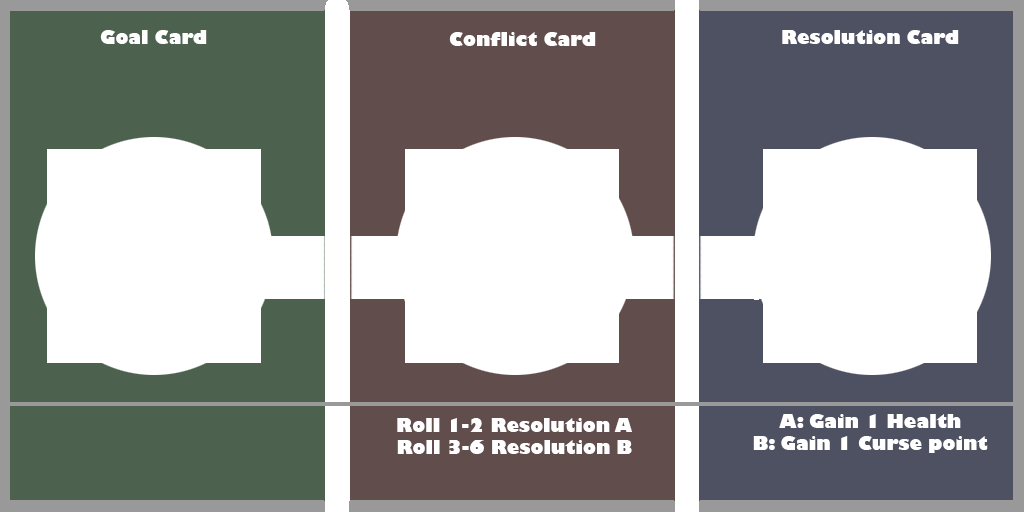 Goal Card
Conflict Card
Resolution Card
Roll 1-2 Resolution A
Roll 3-6 Resolution B
A: Gain 1 Health
B: Gain 1 Curse point